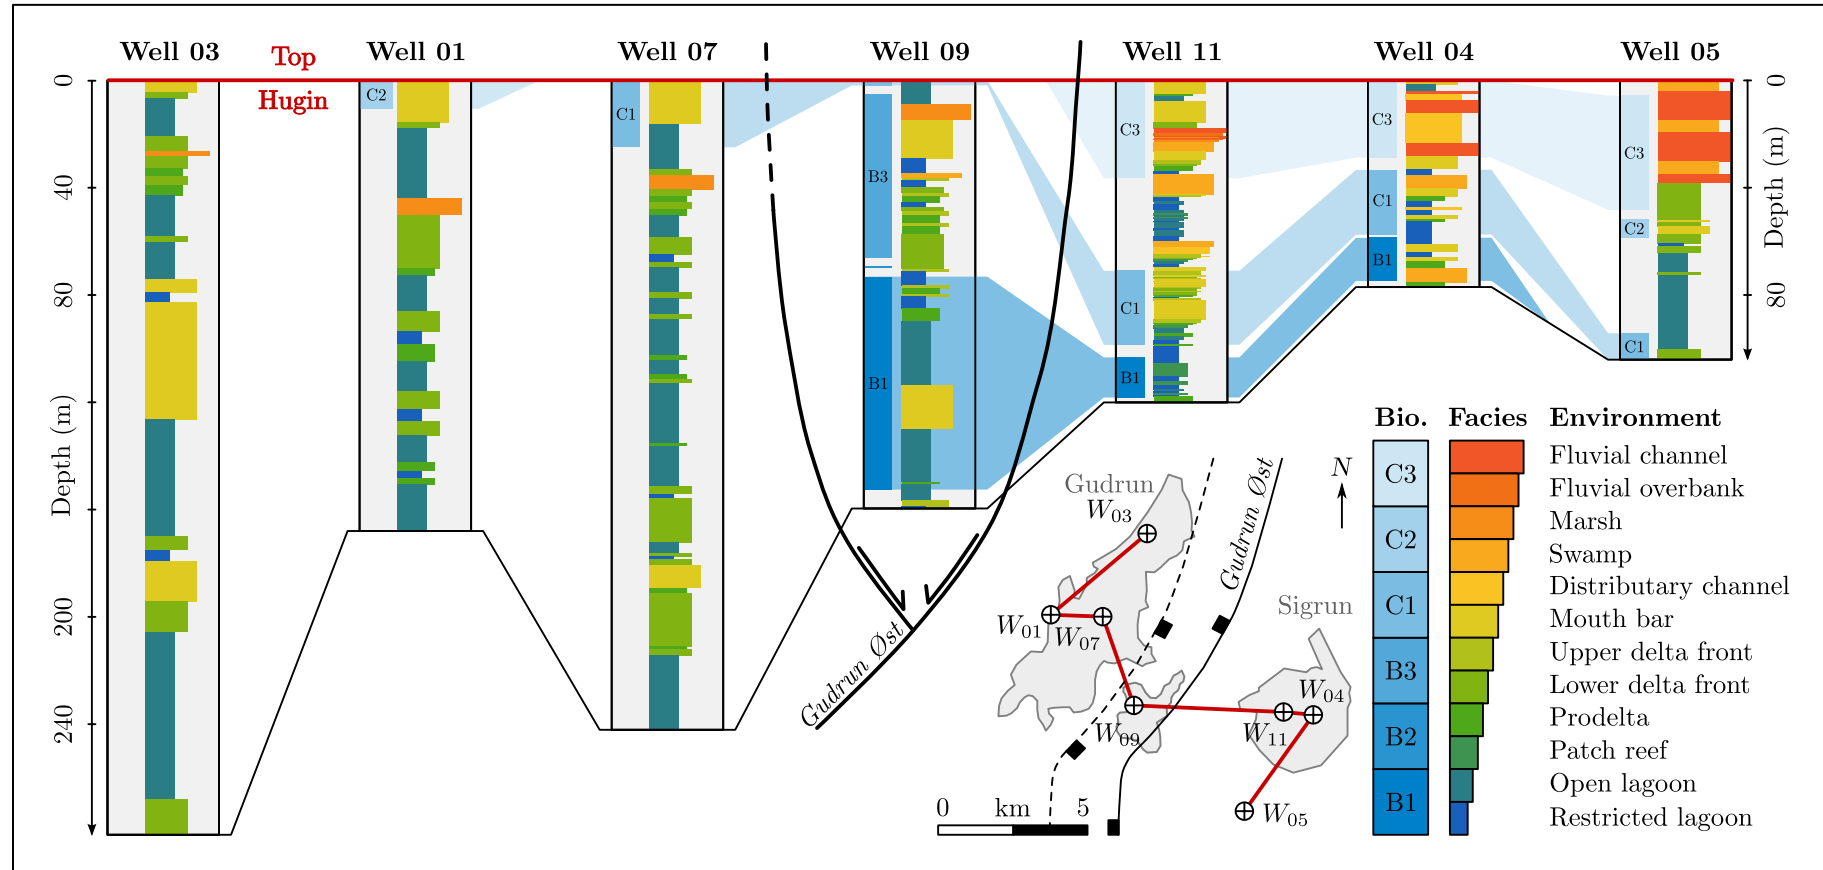 Well 03
Well 01
Well 07
Well 09
Well 11
Well 04
Well 05
Top
Hugin
0
40
80
Depth (m)
200
240
C2
C1
B3
B1
C3
C1
B1
C3
C1
B1
C3
C2
C1
0
Depth (m)
80
Gudrun Øst
Gudrun
W03
W01
W07
W09
Gudrun Øst
N
Sigrun
W04
W11
W05
0 km 5
Bio. Facies Environment
C3
C2
C1
B3
B2
B1
Fluvial channel
Fluvial overbank
Marsh
Swamp
Distributary channel
Mouth bar
Upper delta front
Lower delta front
Prodelta
Patch reef
Open lagoon
Restricted lagoon